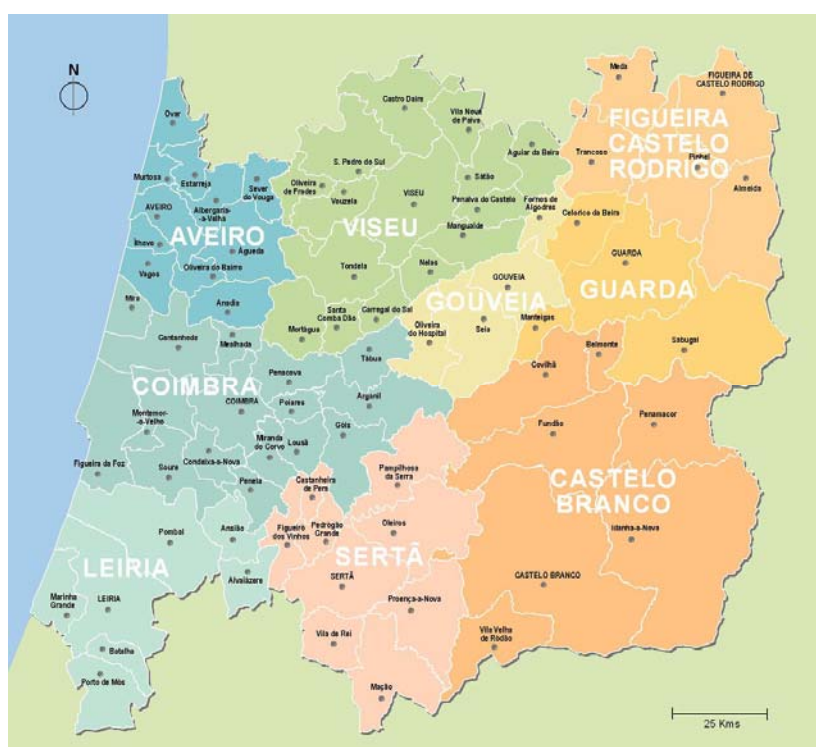 N
Meda
FIGUEIRA DE
CASTELO RODRIGO
Castro Daire
Vila Nova
de Paiva
Ovar
FIGUEIRA
CASTELO
RODRIGO
Trancoso
Pinhel
Aguiar da Beira
S. Pedro do Sul
Sátão
Murtosa
Estarreja
Sever
do Vouga
Oliveira
de Frades
Vouzela
VISEU
Penalva do Castelo
Fornos de
Algodres
Almeida
AVEIRO
Albergaria-
-a-Velha
Celorico da Beira
AVEIRO
VISEU
Mangualde
Ílhavo
Águeda
GUARDA
Vagos
Oliveira do Bairro
Tondela
Nelas
GOUVEIA
GOUVEIA
GUARDA
Mira
Anadia
Santa
Comba Dão
Carregal do Sal
Mortágua
Oliveira
do Hospital
Seia
Manteigas
Cantanhede
Mealhada
Tábua
Belmonte
Sabugal
Covilhã
Penacova
COIMBRA
COIMBRA
Poiares
Arganil
Montemor-
-a-Velho
Miranda
do Corvo
Lousã
Góis
Fundão
Penamacor
Figueira da Foz
Soure
Condeixa-a-Nova
Penela
Castanheira
de Pera
Pampilhosa
da Serra
CASTELO
BRANCO
Pombal
Ansião
Figueiró
dos Vinhos
Pedrógão
Grande
Oleiros
Idanha-a-Nova
LEIRIA
SERTÃ
Alvaiázere
SERTÃ
CASTELO BRANCO
Marinha
Grande
LEIRIA
Proença-a-Nova
Vila de Rei
Vila Velha
de Ródão
Batalha
Porto de Mós
Mação
25 Kms